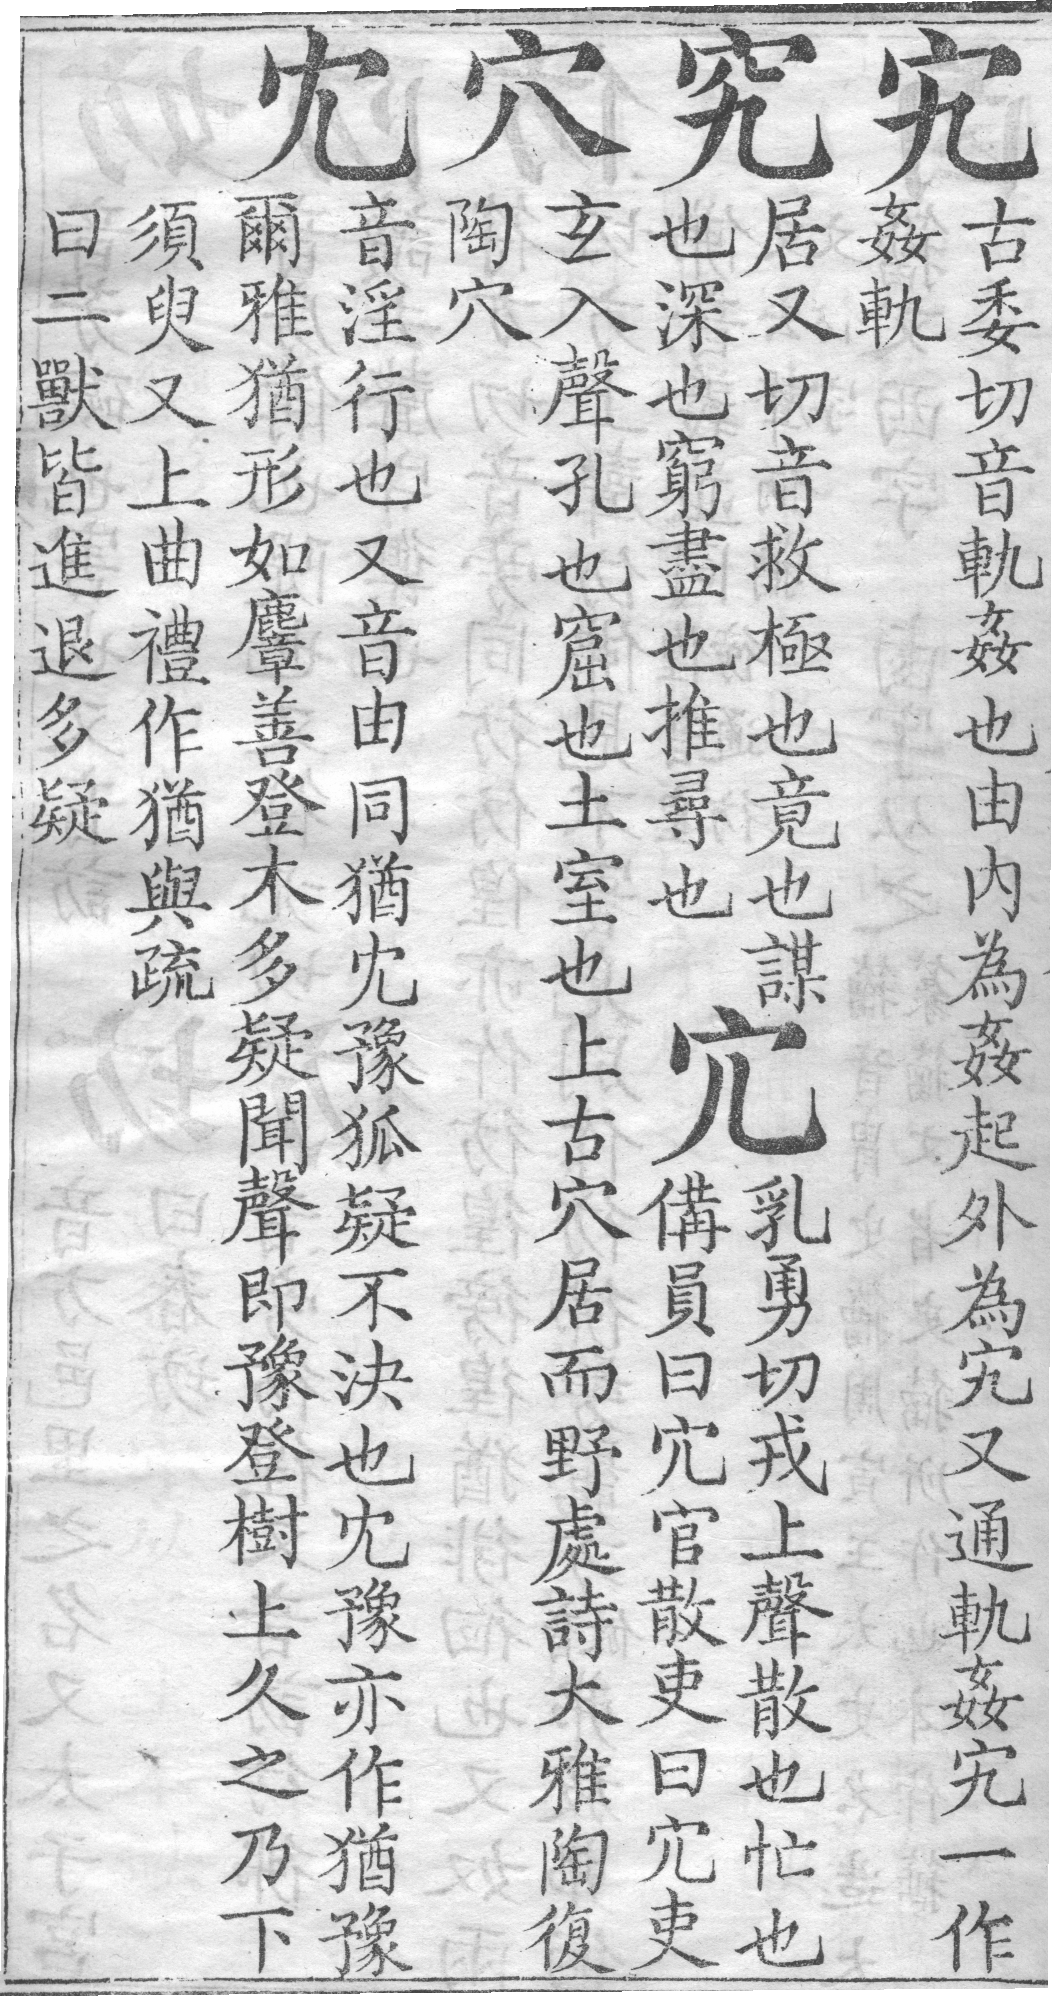 宄
古委切音軌姦也由内為姦起外為宄又通軌姦宄一作
姦軌
究
居又切音救極也竟也謀
也深也窮盡也推尋也
宂
乳勇切戎上聲散也忙也
偹員曰宂官散吏曰宂吏
穴
玄入聲孔也窟也土室也上古穴居而野處詩大雅陶復
陶穴
冘
音淫行也又音由同猶冘豫狐疑不決也冘豫亦作猶豫
爾雅猶形如麞善登木多疑聞聲即豫登樹上久之乃下
須臾又上曲禮作猶與疏
曰二獸皆進退多疑